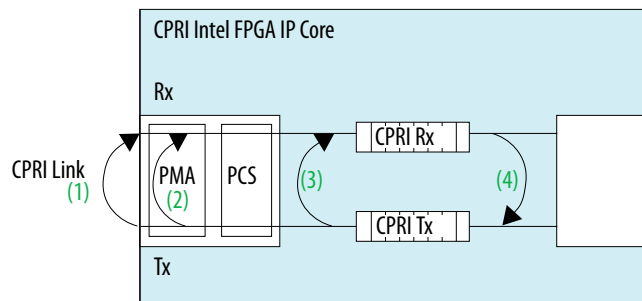 CPRI Intel FPGA IP Core
Rx
CPRI Rx
CPRI Link
(1)
PMA
(2)
PCS
(3)
(4)
CPRI Tx
Tx